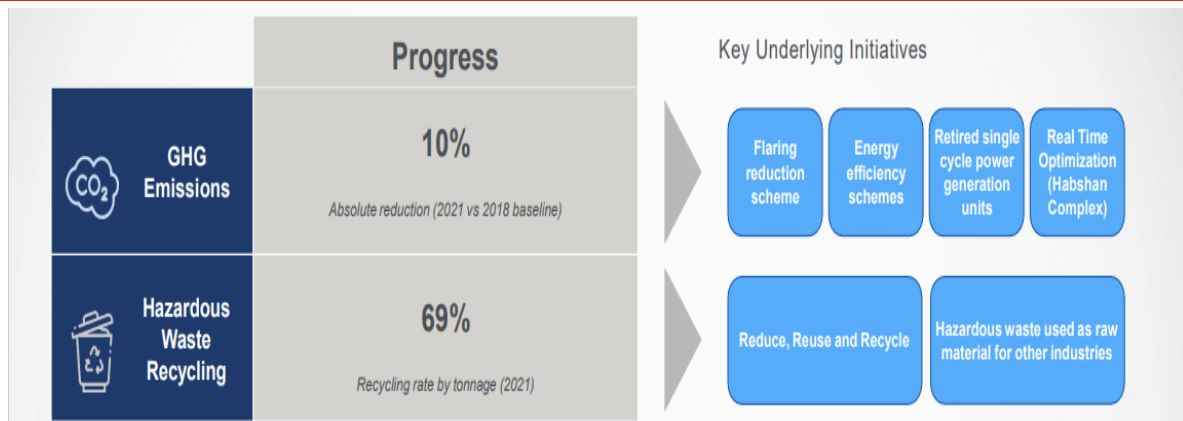 Progress
Key Underlying Initiatives
CO2
GHG
Emissions
10%
Absolute reduction (2021 vs 2018 baseline)
Flaring
reduction
scheme
Energy
efficiency
schemes
Retired single
cycle power
generation
units
Real Time
Optimization
(Habshan
Complex)
Hazardous
Waste
Recycling
69%
Recycling rate by tonnage (2021)
Reduce, Reuse and Recycle
Hazardous waste used as raw
material for other industries